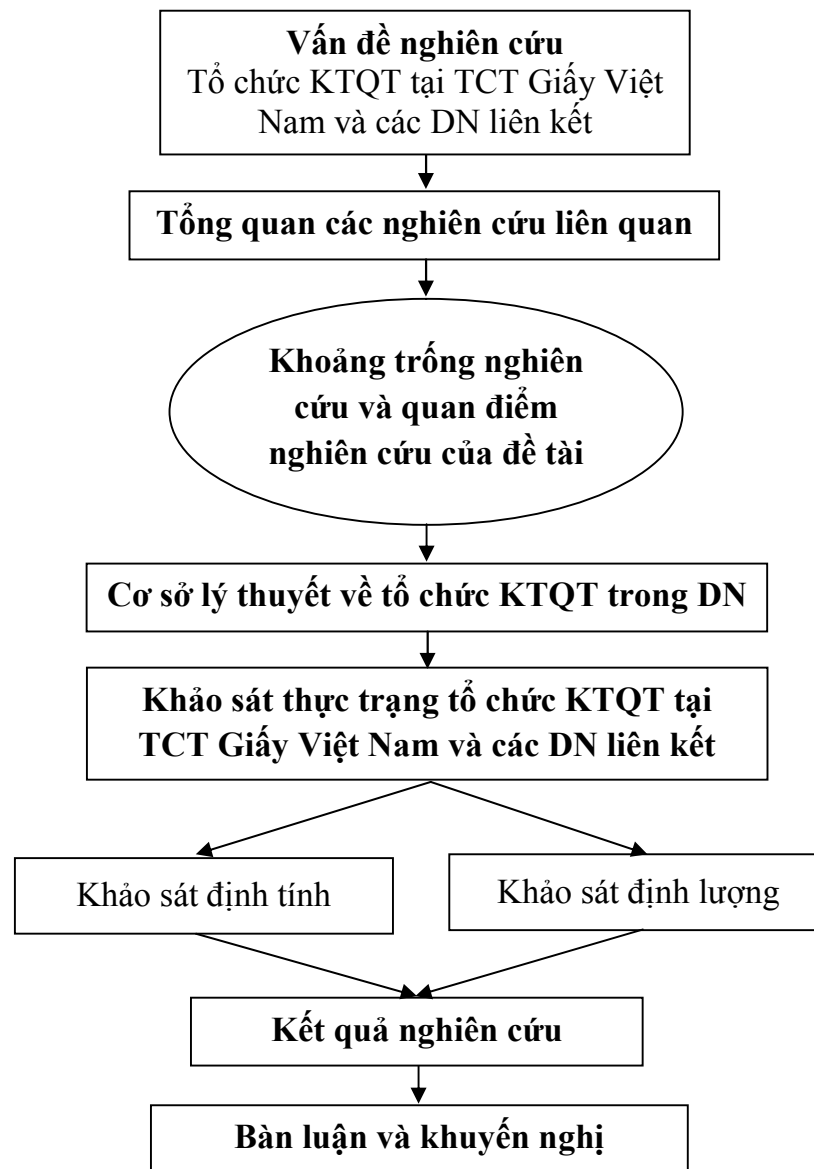 Vấn đề nghiên cứu
Tổ chức KTQT tại TCT Giấy Việt
Nam và các DN liên kết
Tổng quan các nghiên cứu liên quan
Khoảng trống nghiên
cứu và quan điểm
nghiên cứu của đề tài
Cơ sở lý thuyết về tổ chức KTQT trong DN
Khảo sát thực trạng tổ chức KTQT tại
TCT Giấy Việt Nam và các DN liên kết
Khảo sát định tính
Khảo sát định lượng
Kết quả nghiên cứu
Bàn luận và khuyến nghị